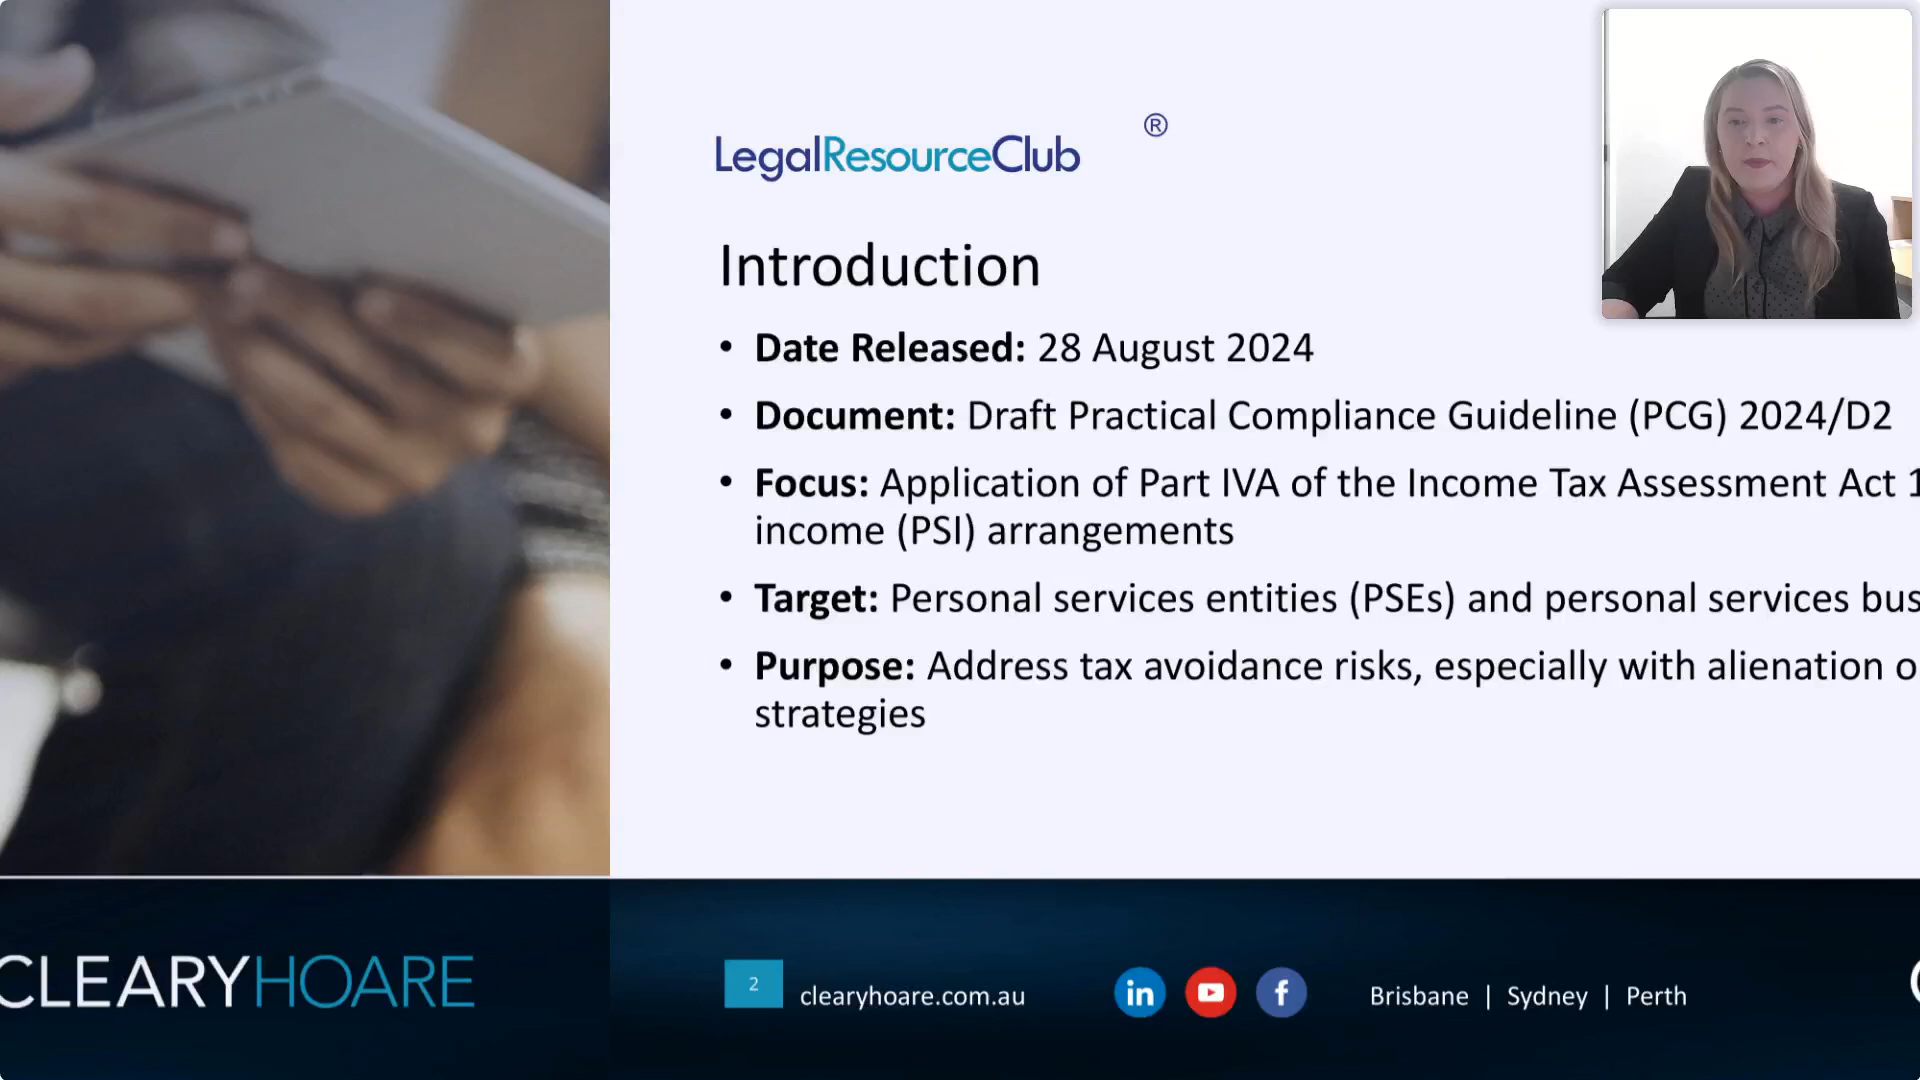 LegalResourceClub ®
Introduction
• Date Released: 28 August 2024
• Document: Draft Practical Compliance Guideline (PCG) 2024/D2
• Focus: Application of Part IVA of the Income Tax Assessment Act 1
income (PSI) arrangements
• Target: Personal services entities (PSEs) and personal services bus
• Purpose: Address tax avoidance risks, especially with alienation o
strategies
CLEARYHOARE
2 clearyhoare.com.au in f Brisbane | Sydney | Perth